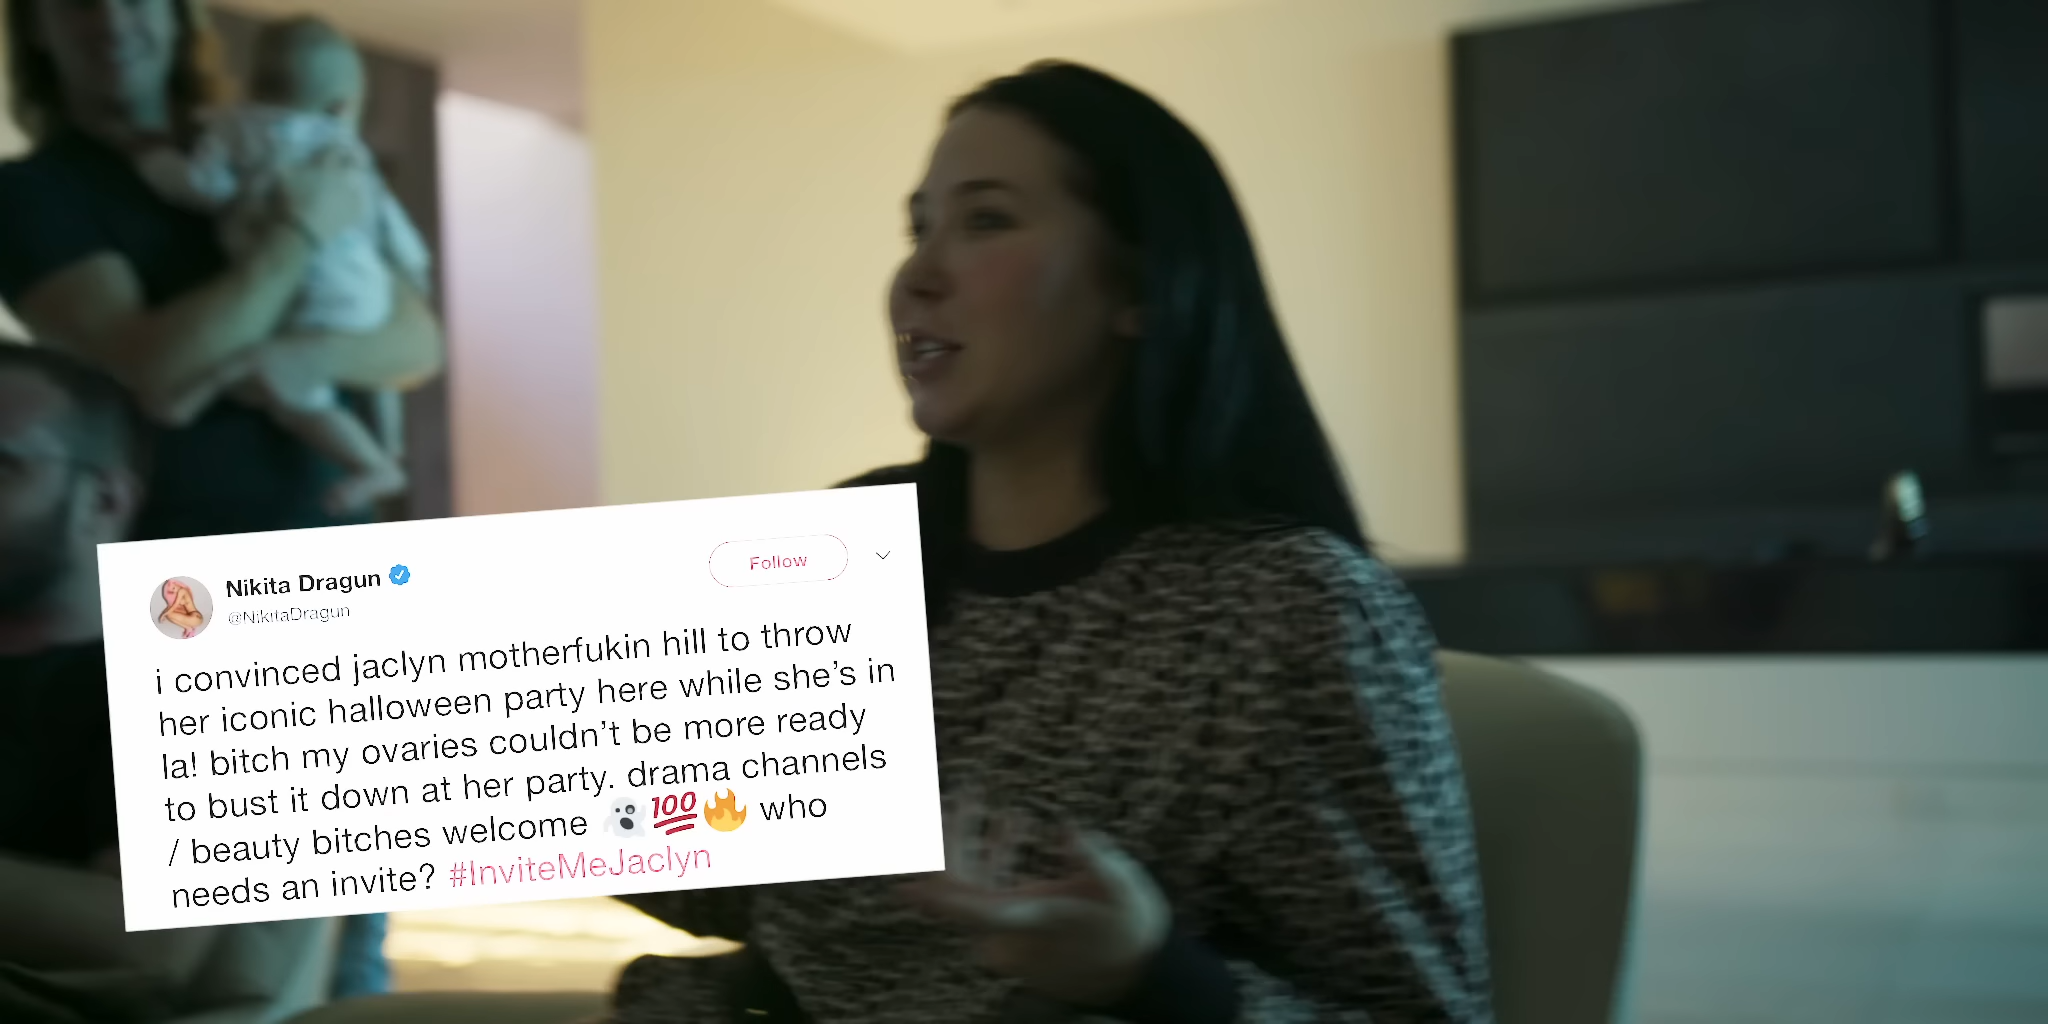 Nikita Dragun
@NikitaDragun
Follow
i convinced jaclyn motherfukin hill to throw
her iconic halloween party here while she's in
la! bitch my ovaries couldn't be more ready
to bust it down at her party. drama channels
/ beauty bitches welcome 👻💯🔥 who
needs an invite? #InviteMeJaclyn